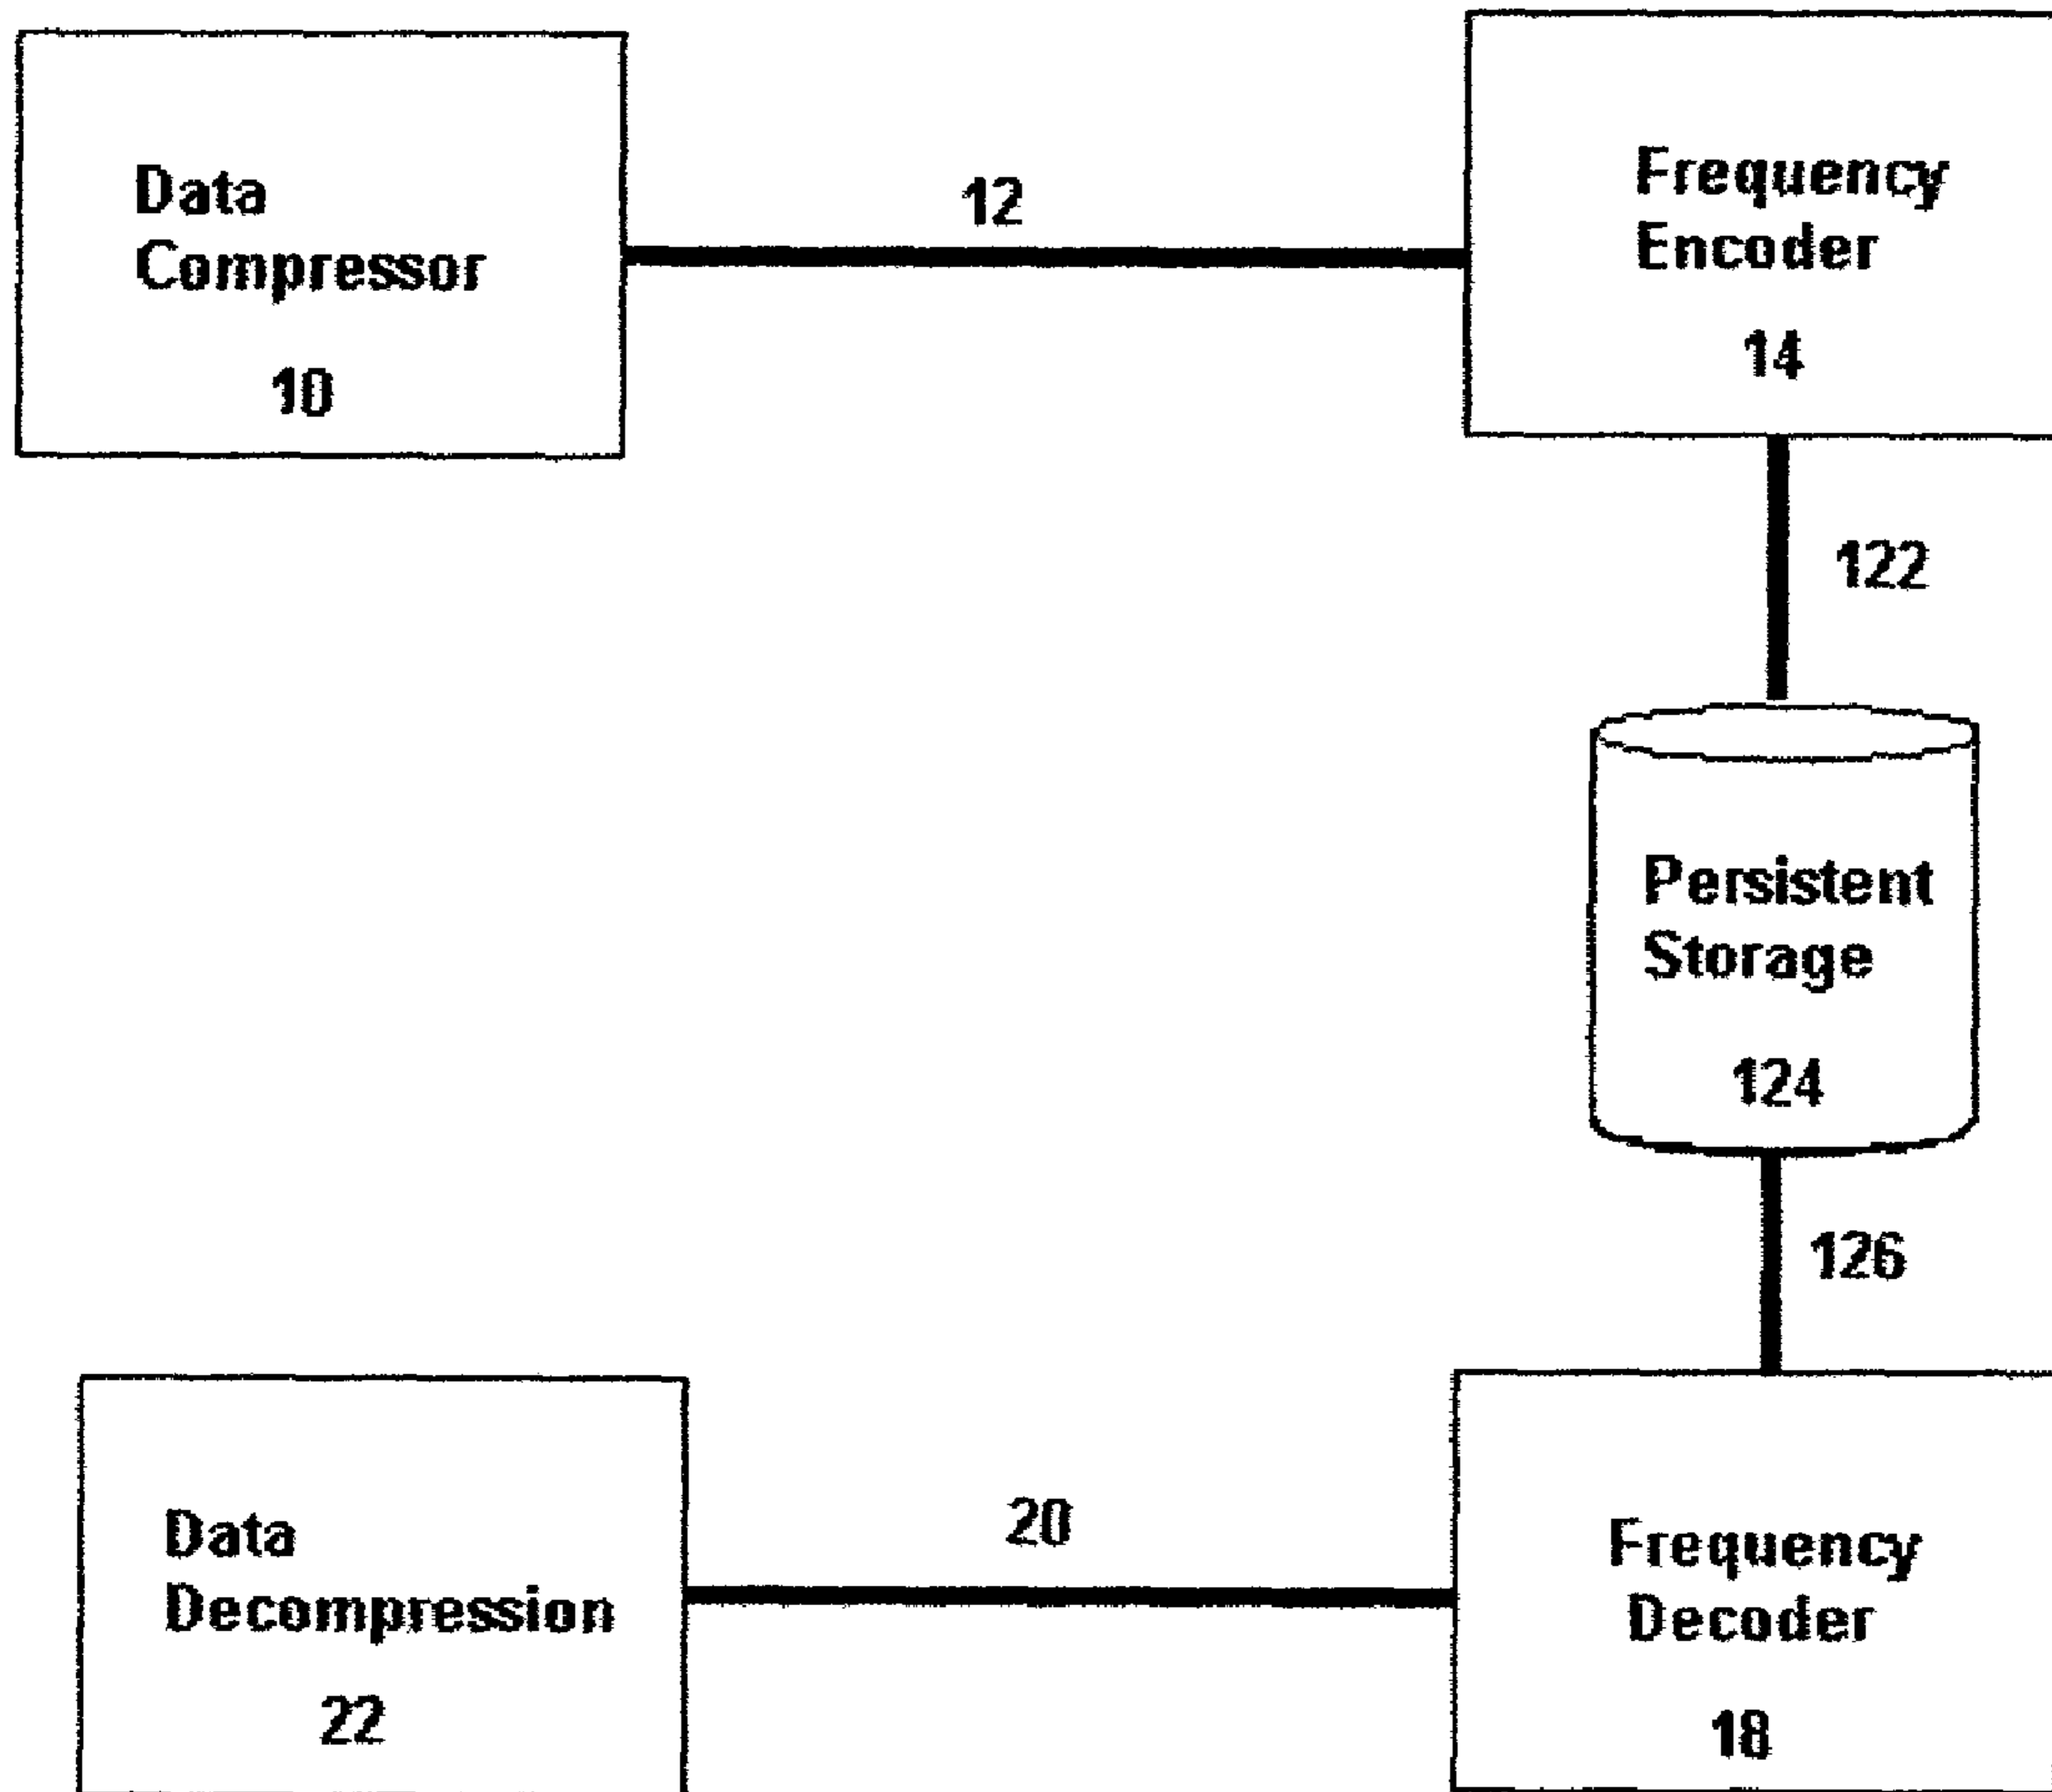 Data
Compressor
10
12
Frequency
Encoder
14
122
Persistent
Storage
124
126
Data
Decompression
22
20
Frequency
Decoder
18